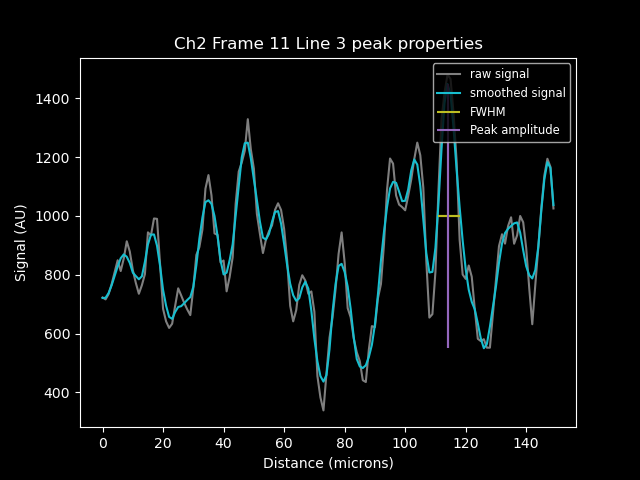 Ch2 Frame 11 Line 3 peak properties
raw signal
smoothed signal
FWHM
Peak amplitude
Signal (AU)
1400
1200
1000
800
600
400
0 20 40 60 80 100 120 140
Distance (microns)